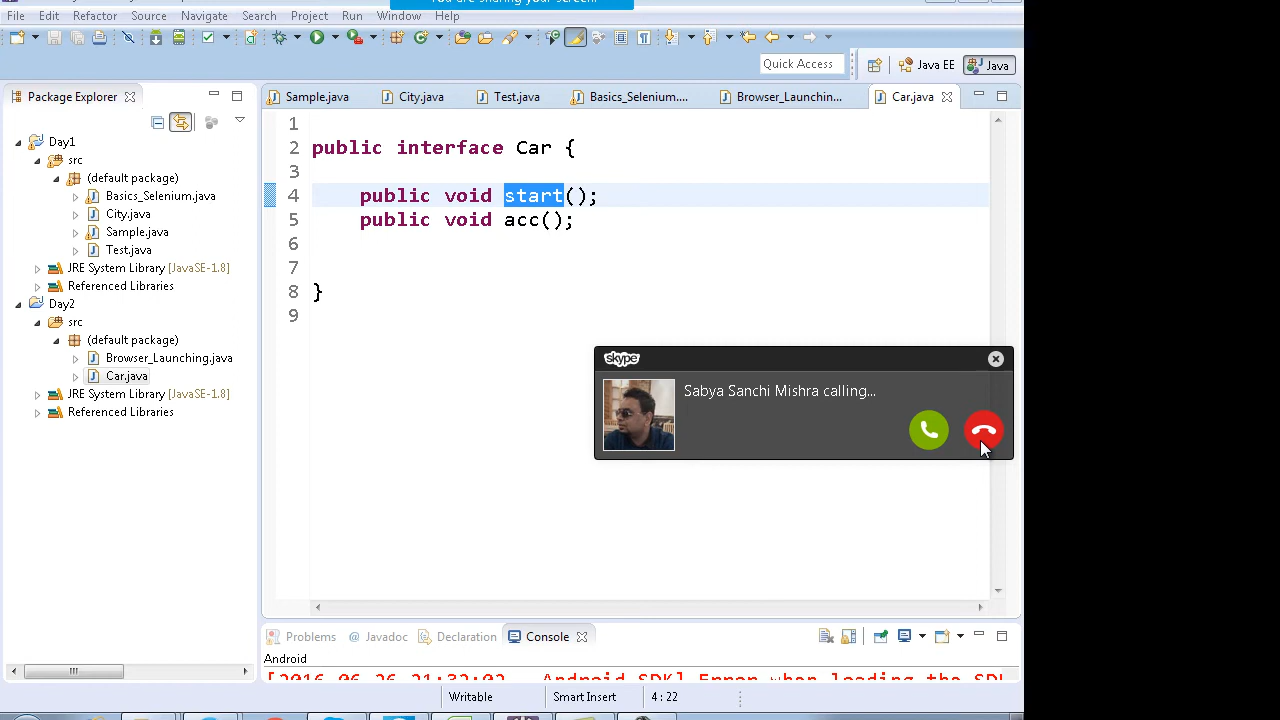 You are sharing your screen.
File Edit Refactor Source Navigate Search Project Run Window Help
Quick Access
Java EE
Java
Package Explorer
Sample.java
City.java
Test.java
Basics_Selenium....
Browser_Launchin...
Car.java
Day1
src
(default package)
Basics_Selenium.java
City.java
Sample.java
Test.java
JRE System Library [JavaSE-1.8]
Referenced Libraries
Day2
src
(default package)
Browser_Launching.java
Car.java
JRE System Library [JavaSE-1.8]
Referenced Libraries
1
2 public interface Car {
3
4 public void start();
5 public void acc();
6
7
8 }
9
skype
Sabya Sanchi Mishra calling...
Problems
@ Javadoc
Declaration
Console
Android
[2016-06-26 21:32:02 - Android SDK] Error when loading the SDK
Writable
Smart Insert
4 : 22